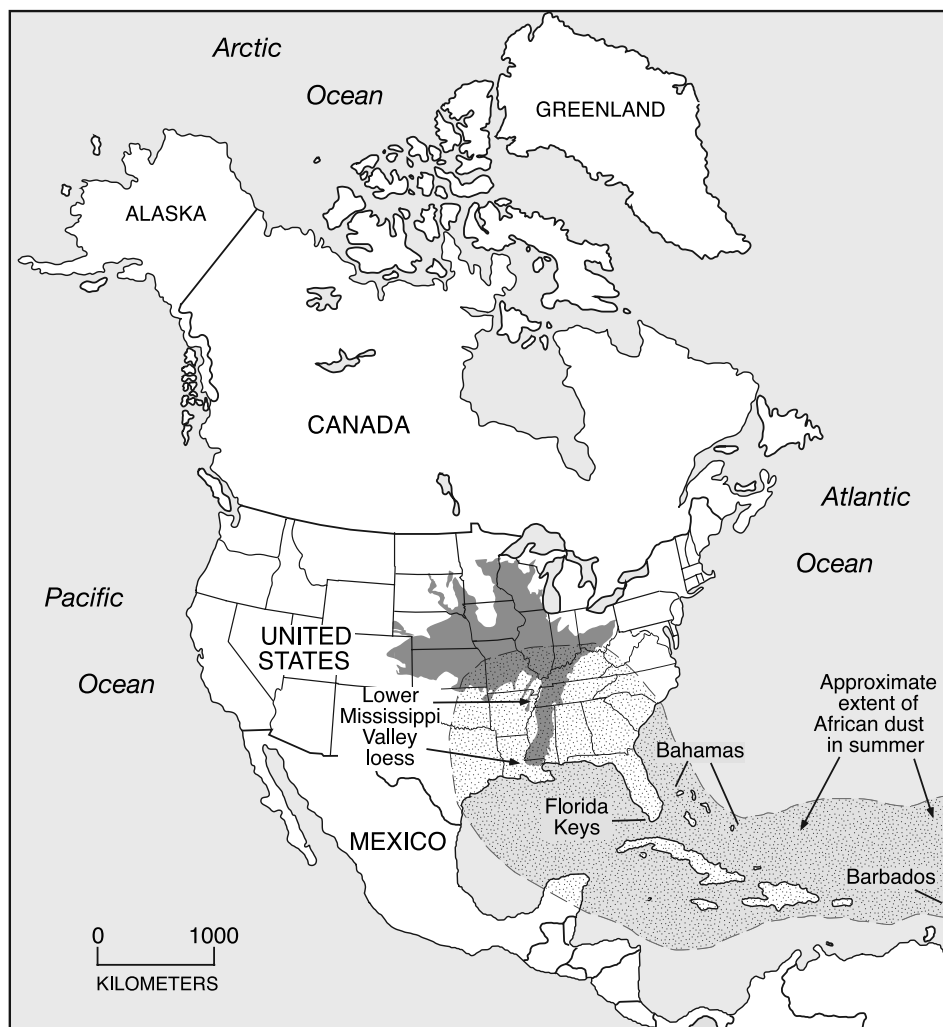 Arctic
Ocean
GREENLAND
ALASKA
CANADA
Atlantic
Ocean
Pacific
Ocean
UNITED
STATES
Lower
Mississippi
Valley
loess
Approximate
extent of
African dust
in summer
Bahamas
Florida
Keys
MEXICO
Barbados
0 1000
KILOMETERS